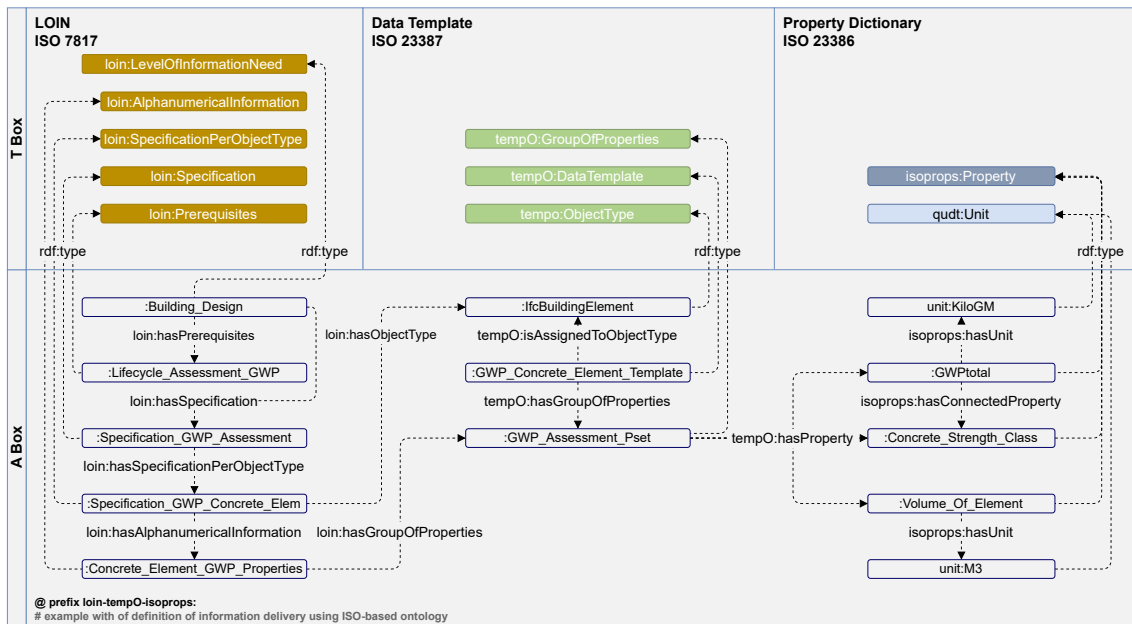 LOIN
ISO 7817
Data Template
ISO 23387
Property Dictionary
ISO 23386
T Box
loin:LevelOfInformationNeed
loin:AlphanumericalInformation
loin:SpecificationPerObjectType
tempO:GroupOfProperties
loin:Specification
tempO:DataTemplate
isoprops:Property
loin:Prerequisites
tempo:ObjectType
qudt:Unit
rdf:type
rdf:type
rdf:type
rdf:type
A Box
:Building_Design
:IfcBuildingElement
unit:KiloGM
loin:hasPrerequisites
loin:hasObjectType
tempO:isAssignedToObjectType
isoprops:hasUnit
:Lifecycle_Assessment_GWP
:GWP_Concrete_Element_Template
:GWPtotal
loin:hasSpecification
tempO:hasGroupOfProperties
isoprops:hasConnectedProperty
:Specification_GWP_Assessment
:GWP_Assessment_Pset
tempO:hasProperty
:Concrete_Strength_Class
loin:hasSpecificationPerObjectType
:Specification_GWP_Concrete_Elem
:Volume_Of_Element
loin:hasAlphanumericalInformation
loin:hasGroupOfProperties
isoprops:hasUnit
:Concrete_Element_GWP_Properties
unit:M3
@ prefix loin-tempO-isoprops:
# example with of definition of information delivery using ISO-based ontology